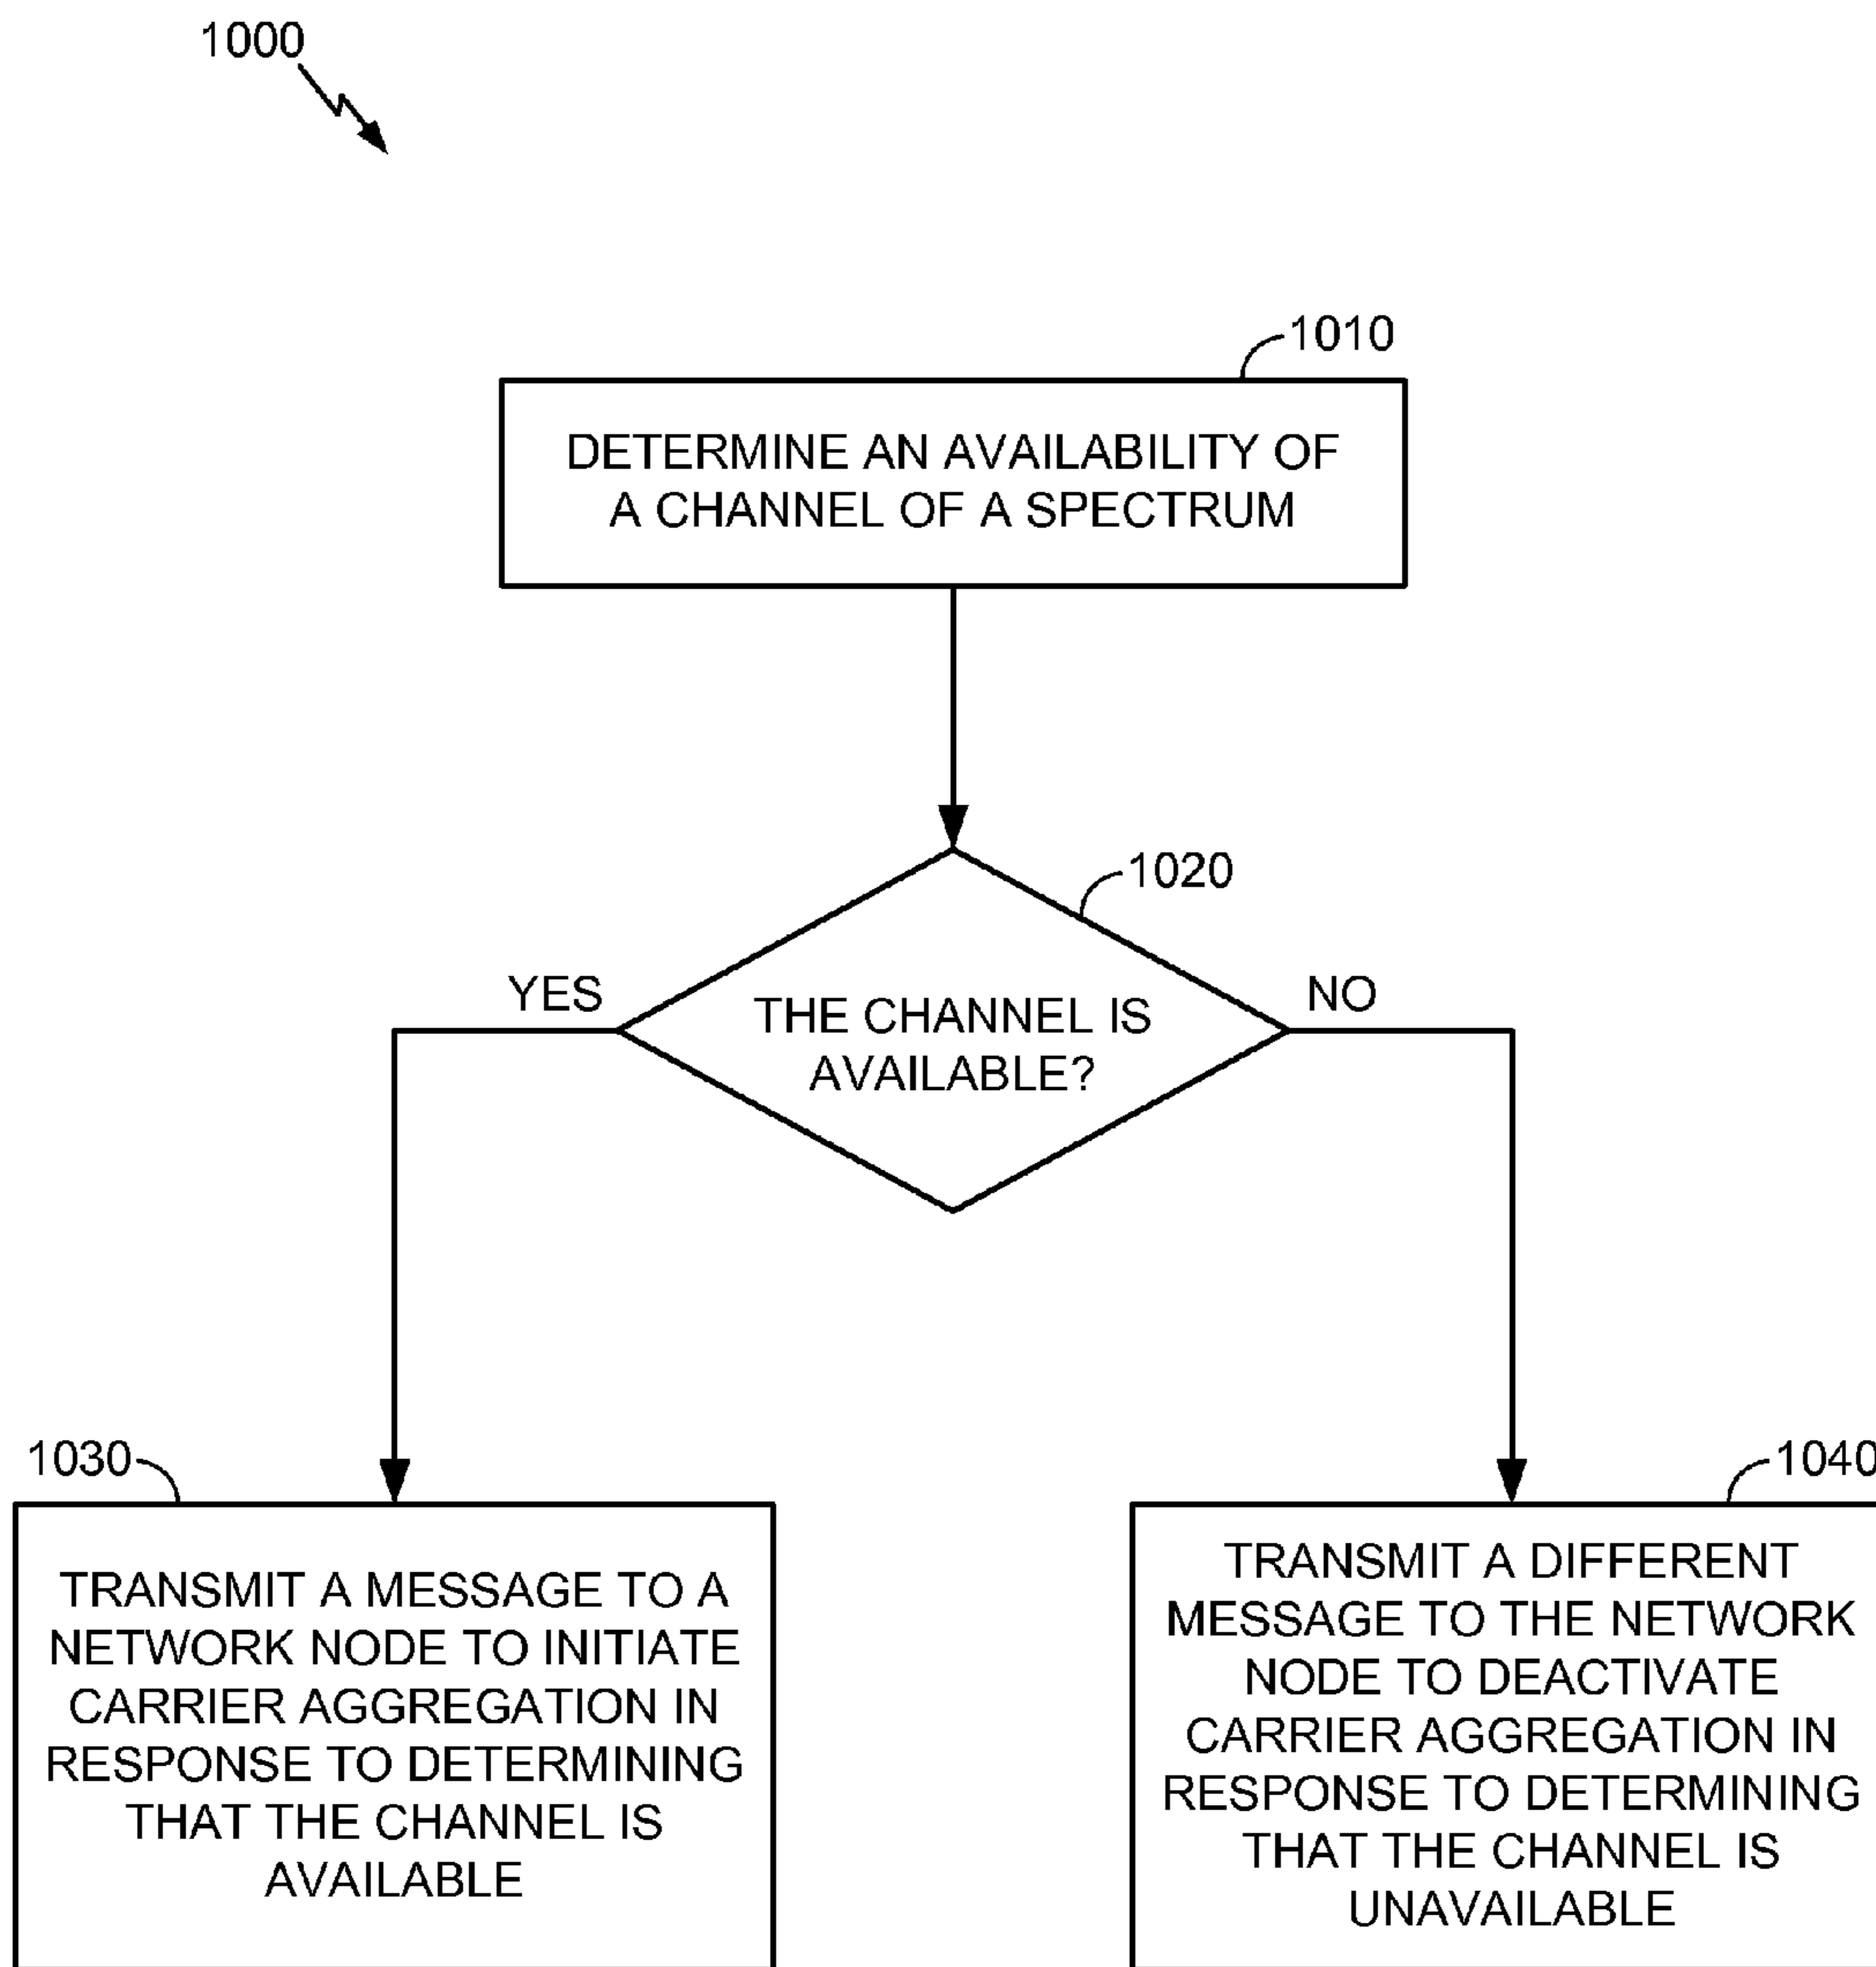 1000
1010
DETERMINE AN AVAILABILITY OF
A CHANNEL OF A SPECTRUM
1020
YES
NO
THE CHANNEL IS
AVAILABLE?
1030
TRANSMIT A MESSAGE TO A
NETWORK NODE TO INITIATE
CARRIER AGGREGATION IN
RESPONSE TO DETERMINING
THAT THE CHANNEL IS
AVAILABLE
1040
TRANSMIT A DIFFERENT
MESSAGE TO THE NETWORK
NODE TO DEACTIVATE
CARRIER AGGREGATION IN
RESPONSE TO DETERMINING
THAT THE CHANNEL IS
UNAVAILABLE